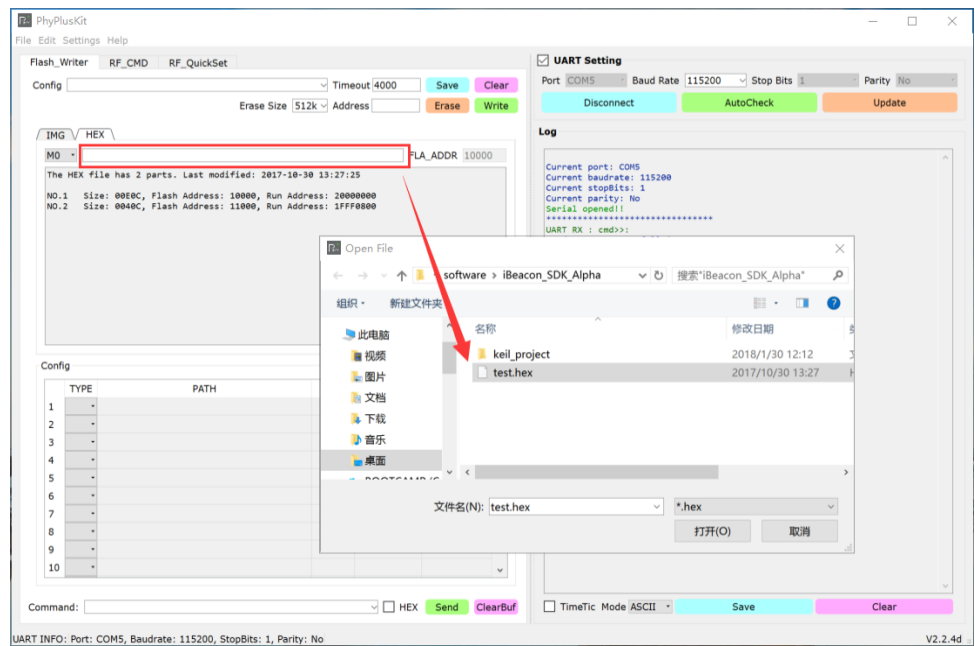 PhyPlusKit
File Edit Settings Help
Flash_Writer RF_CMD RF_QuickSet
Config Timeout 4000 Save Clear
Erase Size 512k Address Erase Write
IMG HEX
M0 FLA_ADDR 10000
The HEX file has 2 parts. Last modified: 2017-10-30 13:27:25
NO.1 Size: 00E0C, Flash Address: 10000, Run Address: 20000000
NO.2 Size: 0040C, Flash Address: 11000, Run Address: 1FFF0800
Config
TYPE PATH
1
2
3
4
5
6
7
8
9
10
Command: HEX Send ClearBuf
UART INFO: Port: COM5, Baudrate: 115200, StopBits: 1, Parity: No
UART Setting
Port COM5 Baud Rate 115200 Stop Bits 1 Parity No
Disconnect AutoCheck Update
Log
Current port: COM5
Current baudrate: 115200
Current stopBits: 1
Current parity: No
Serial opened!!
*********************************
UART RX : cmd>>:
Open File
software > iBeacon_SDK_Alpha 搜索"iBeacon_SDK_Alpha"
组织 新建文件夹
此电脑
视频
图片
文档
下载
音乐
桌面
名称 修改日期
keil_project 2018/1/30 12:12
test.hex 2017/10/30 13:27
文件名(N): test.hex *.hex
打开(O) 取消
TimeTic Mode ASCII Save Clear
V2.2.4d